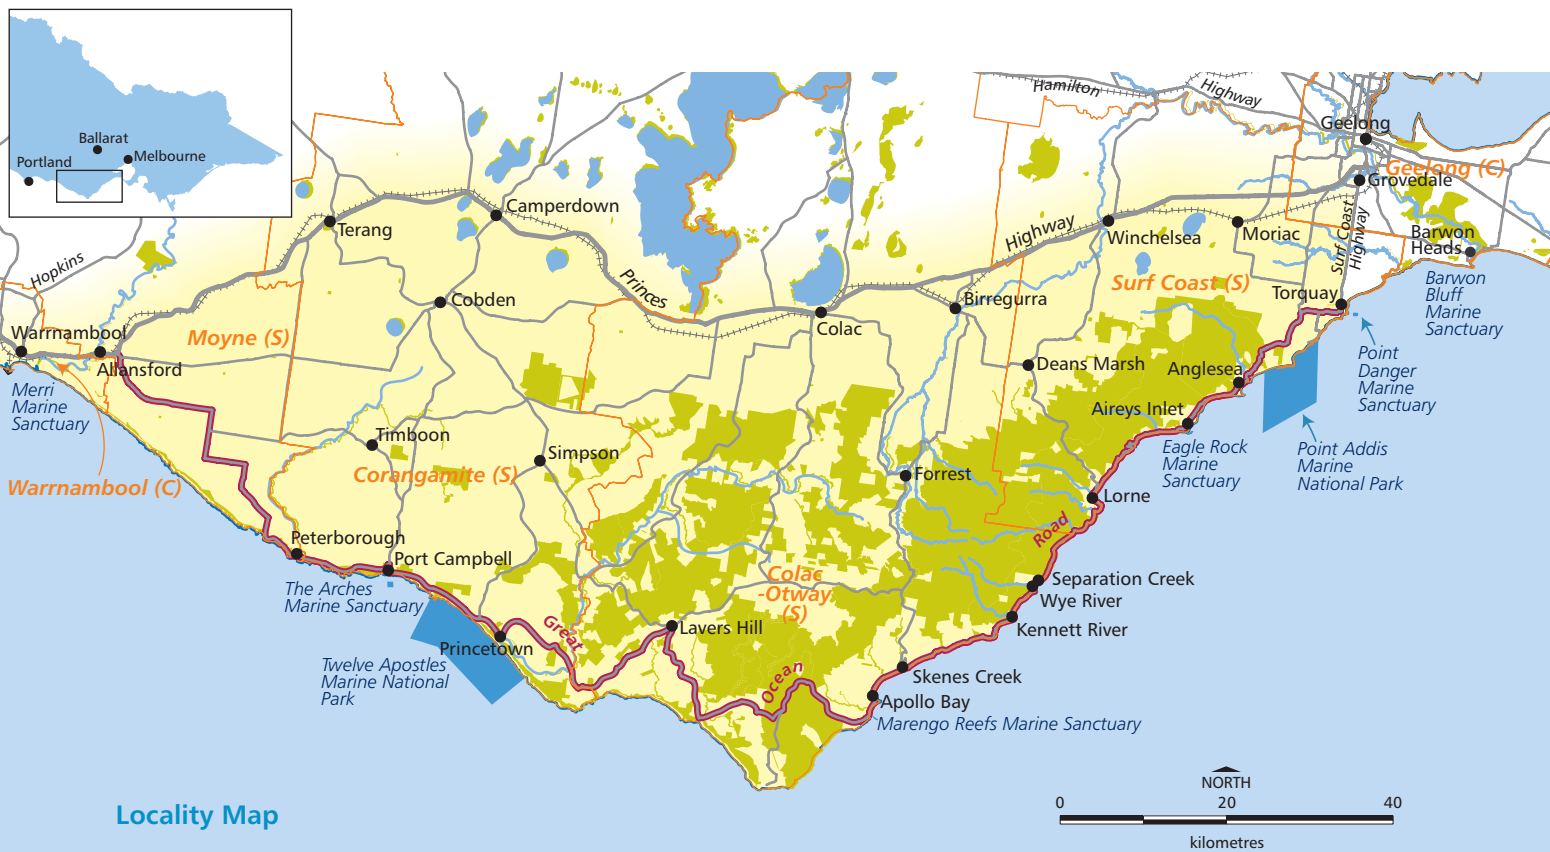 Ballarat
Melbourne
Portland
Hamilton
Highway
Geelong
Geelong (C)
Grovedale
Camperdown
Terang
Highway
Winchelsea
Moriac
Surf Coast
Highway
Barwon
Heads
Hopkins
Princes
Surf Coast (S)
Torquay
Barwon
Bluff
Marine
Sanctuary
Cobden
Birregurra
Colac
Warrnambool
Moyne (S)
Allansford
Deans Marsh
Anglesea
Point
Danger
Marine
Sanctuary
Merri
Marine
Sanctuary
Aireys Inlet
Timboon
Simpson
Eagle Rock
Marine
Sanctuary
Point Addis
Marine
National Park
Corangamite (S)
Forrest
Warrnambool (C)
Lorne
Road
Peterborough
Port Campbell
Colac
-Otway
(S)
Separation Creek
Wye River
The Arches
Marine Sanctuary
Great
Lavers Hill
Kennett River
Princetown
Twelve Apostles
Marine National
Park
Ocean
Skenes Creek
Apollo Bay
Marengo Reefs Marine Sanctuary
Locality Map
NORTH
0 20 40
kilometres